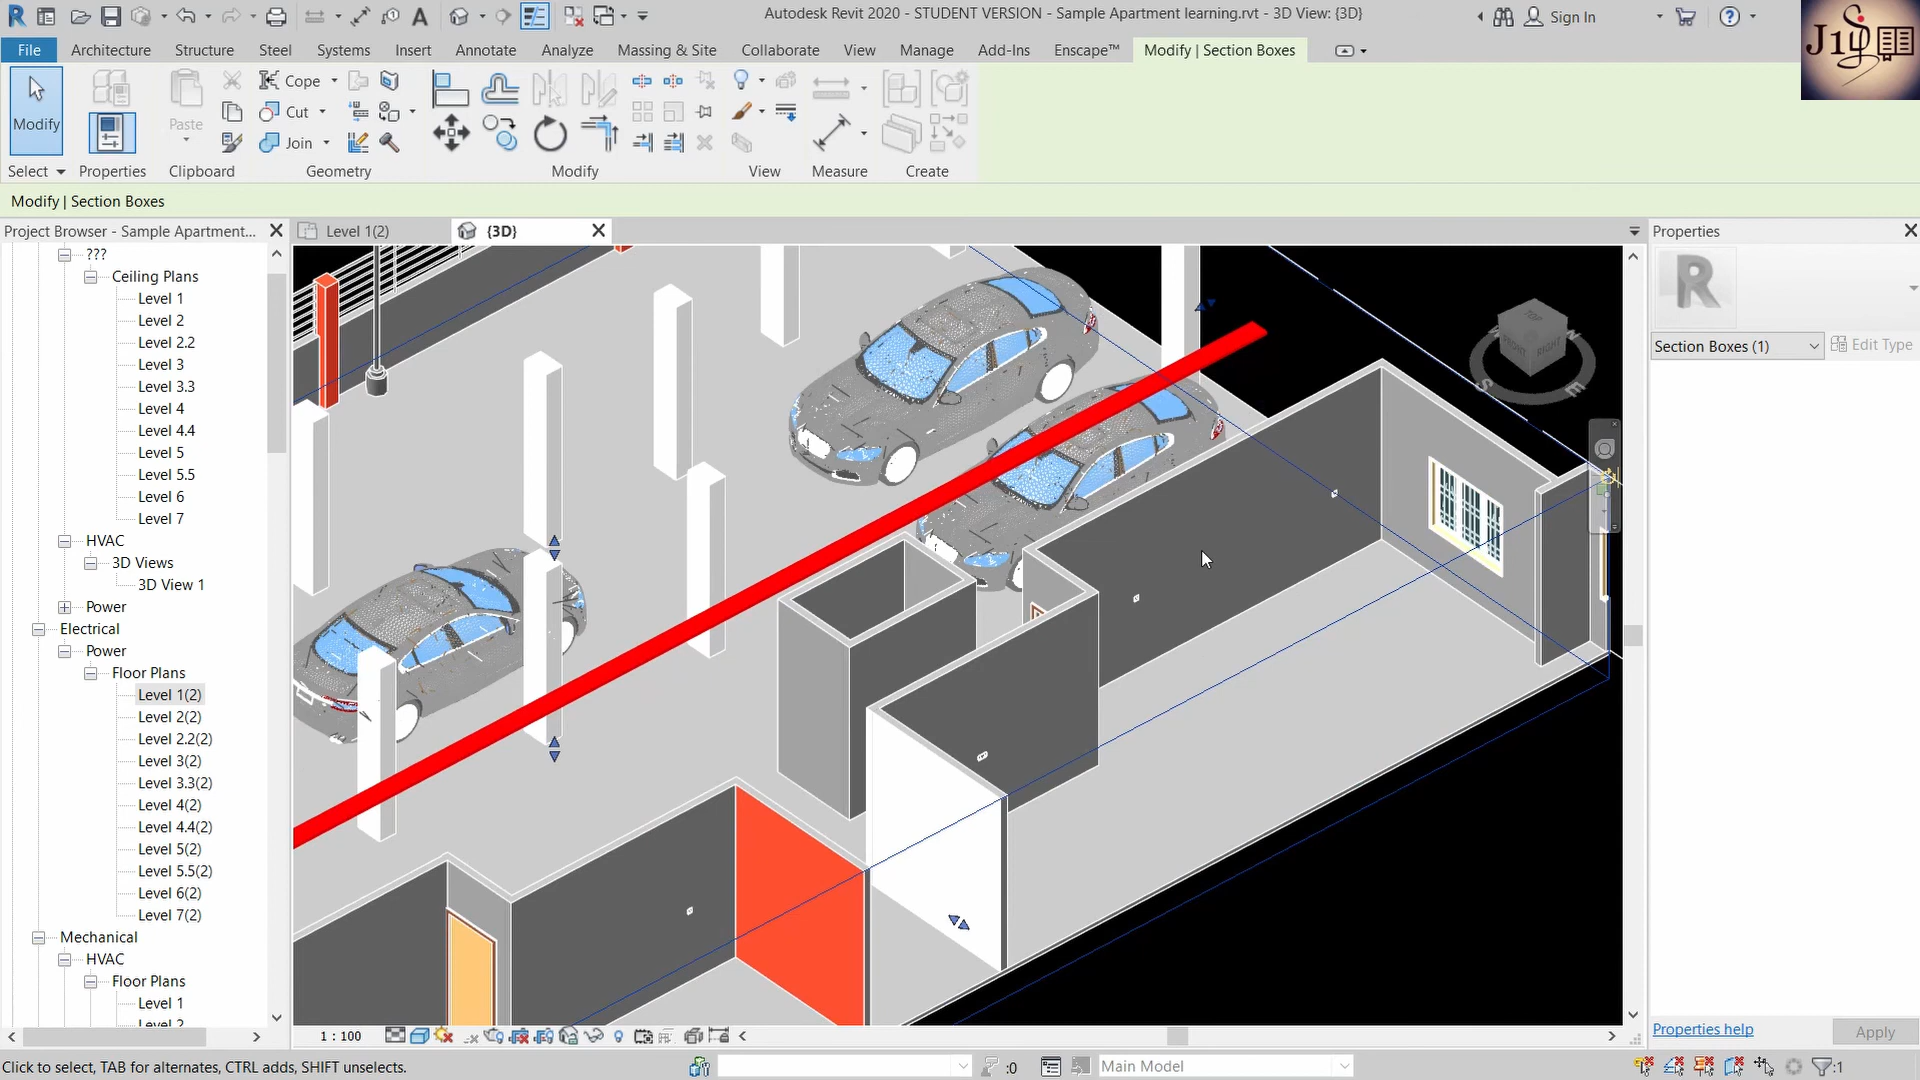 Autodesk Revit 2020 - STUDENT VERSION - Sample Apartment learning.rvt - 3D View: {3D}
Sign In
File
Architecture
Structure
Steel
Systems
Insert
Annotate
Analyze
Massing & Site
Collaborate
View
Manage
Add-Ins
Enscape™
Modify | Section Boxes
Modify
Paste
Cope
Cut
Join
Select
Properties
Clipboard
Geometry
Modify
View
Measure
Create
Modify | Section Boxes
Project Browser - Sample Apartment...
Level 1(2)
{3D}
Properties
???
Ceiling Plans
Level 1
Level 2
Level 2.2
Level 3
Level 3.3
Level 4
Level 4.4
Level 5
Level 5.5
Level 6
Level 7
HVAC
3D Views
3D View 1
Power
Electrical
Power
Floor Plans
Level 1(2)
Level 2(2)
Level 2.2(2)
Level 3(2)
Level 3.3(2)
Level 4(2)
Level 4.4(2)
Level 5(2)
Level 5.5(2)
Level 6(2)
Level 7(2)
Mechanical
HVAC
Floor Plans
Level 1
Level 2
TOP
FRONT
RIGHT
S
E
R
Section Boxes (1)
Edit Type
Properties help
Apply
1 : 100
Click to select, TAB for alternates, CTRL adds, SHIFT unselects.
:0
Main Model
:1